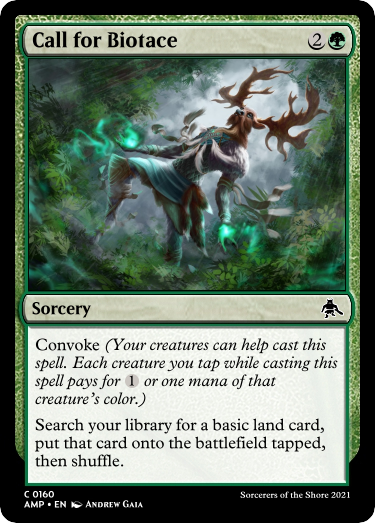 Call for Biotace 2
Sorcery
Convoke (Your creatures can help cast this
spell. Each creature you tap while casting this
spell pays for 1 or one mana of that
creature's color.)
Search your library for a basic land card,
put that card onto the battlefield tapped,
then shuffle.
C 0160
AMP • EN Andrew Gaia
Sorcerers of the Shore 2021